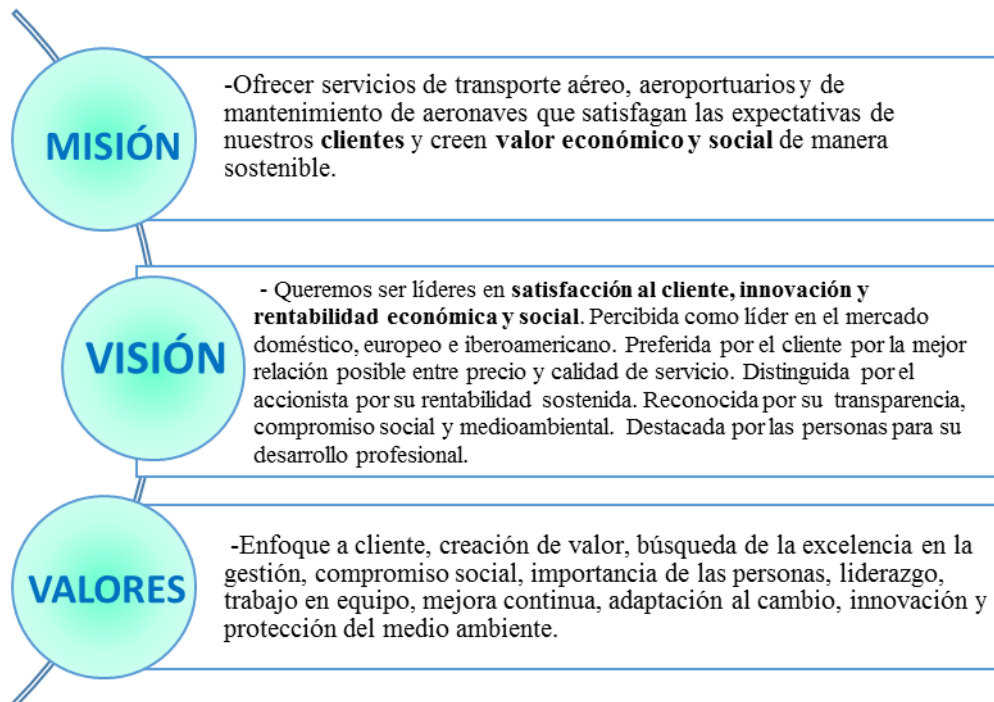 MISIÓN
-Ofrecer servicios de transporte aéreo, aeroportuarios y de
mantenimiento de aeronaves que satisfagan las expectativas de
nuestros clientes y creen valor económico y social de manera
sostenible.
VISIÓN
- Queremos ser líderes en satisfacción al cliente, innovación y
rentabilidad económica y social. Percibida como líder en el mercado
doméstico, europeo e iberoamericano. Preferida por el cliente por la mejor
relación posible entre precio y calidad de servicio. Distinguida por el
accionista por su rentabilidad sostenida. Reconocida por su transparencia,
compromiso social y medioambiental. Destacada por las personas para su
desarrollo profesional.
VALORES
-Enfoque a cliente, creación de valor, búsqueda de la excelencia en la
gestión, compromiso social, importancia de las personas, liderazgo,
trabajo en equipo, mejora continua, adaptación al cambio, innovación y
protección del medio ambiente.